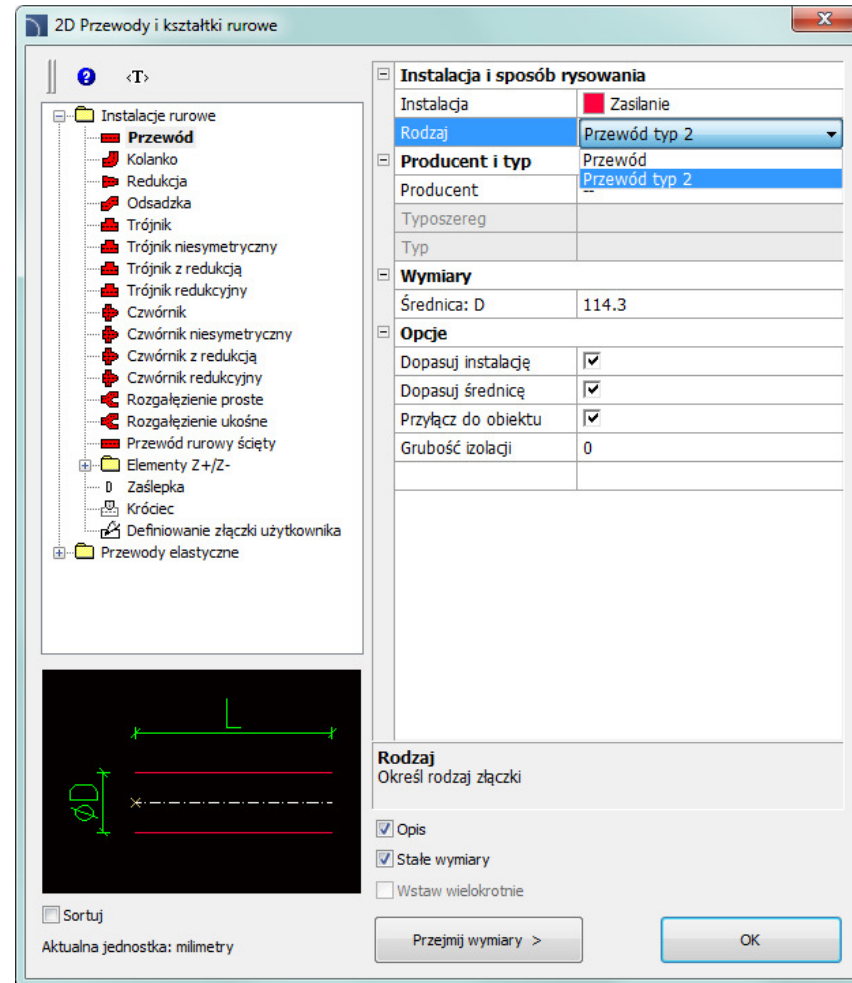 2D Przewody i kształtki rurowe
x
? <T>
Instalacje rurowe
Przewód
Kolanko
Redukcja
Odsadzka
Trójnik
Trójnik niesymetryczny
Trójnik z redukcją
Trójnik redukcyjny
Czwórnik
Czwórnik niesymetryczny
Czwórnik z redukcją
Czwórnik redukcyjny
Rozgałęzienie proste
Rozgałęzienie ukośne
Przewód rurowy ścięty
Elementy Z+/Z-
Zaślepka
Króciec
Definiowanie złączki użytkownika
Przewody elastyczne
L
ØD
Sortuj
Aktualna jednostka: milimetry
Instalacja i sposób rysowania
Instalacja Zasilanie
Rodzaj Przewód typ 2
Przewód
Przewód typ 2
Producent i typ
Producent --
Typoszereg
Typ
Wymiary
Średnica: D 114.3
Opcje
Dopasuj instalację
Dopasuj średnicę
Przyłącz do obiektu
Grubość izolacji 0
Rodzaj
Określ rodzaj złączki
Opis
Stałe wymiary
Wstaw wielokrotnie
Przejmij wymiary >
OK